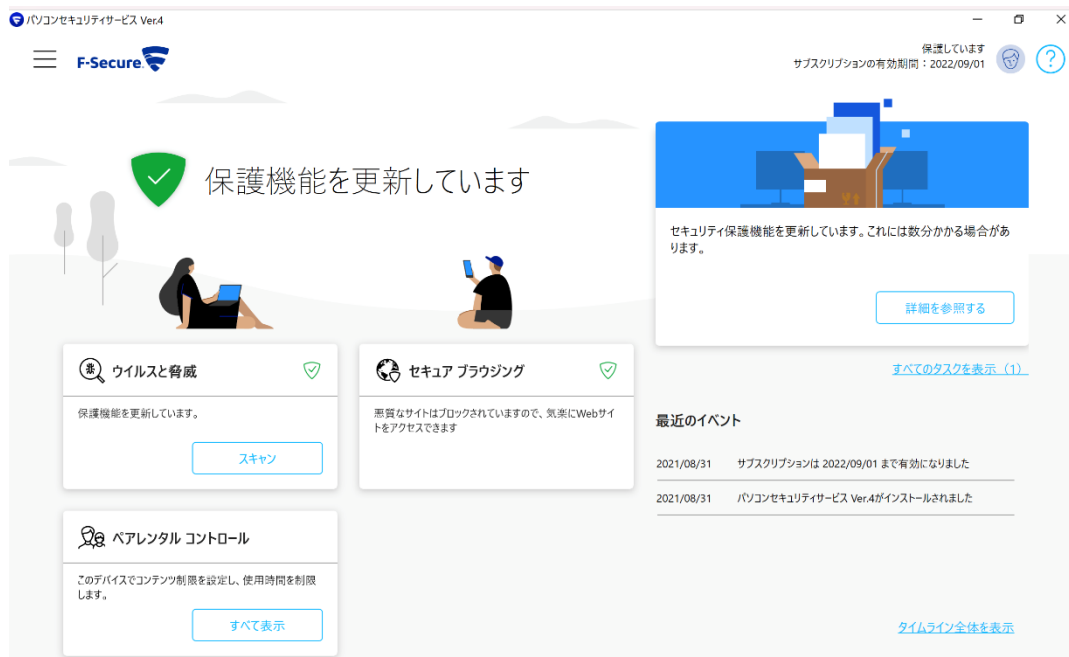 パソコンセキュリティサービス Ver.4
F-Secure
保護しています
サブスクリプションの有効期間：2022/09/01
?
保護機能を更新しています
セキュリティ保護機能を更新しています。これには数分かかる場合があ
ります。
詳細を参照する
すべてのタスクを表示（1）
ウイルスと脅威
保護機能を更新しています。
スキャン
セキュア ブラウジング
悪質なサイトはブロックされていますので、気楽にWebサイ
トをアクセスできます
最近のイベント
2021/08/31 サブスクリプションは 2022/09/01 まで有効になりました
2021/08/31 パソコンセキュリティサービス Ver.4がインストールされました
ペアレンタル コントロール
このデバイスでコンテンツ制限を設定し、使用時間を制限
します。
すべて表示
タイムライン全体を表示